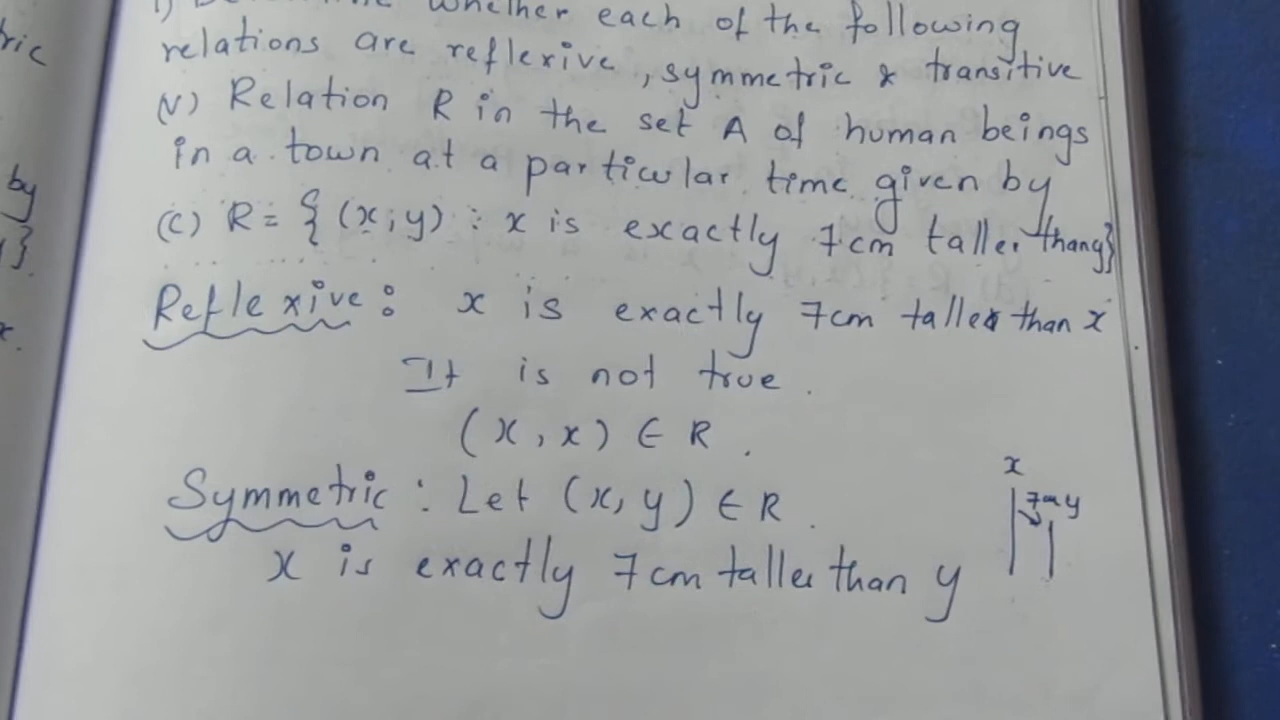 whether each of the following
relations are reflexive, symmetric & transitive
(v) Relation R in the set A of human beings
in a town at a particular time given by
(C) R = { (x, y) : x is exactly 7cm taller than y}
Reflexive : x is exactly 7cm taller than x
It is not true.
(x, x) ∈ R.
Symmetric : Let (x, y) ∈ R.
x is exactly 7cm taller than y
x
7cm y
ric
by
}.
x.